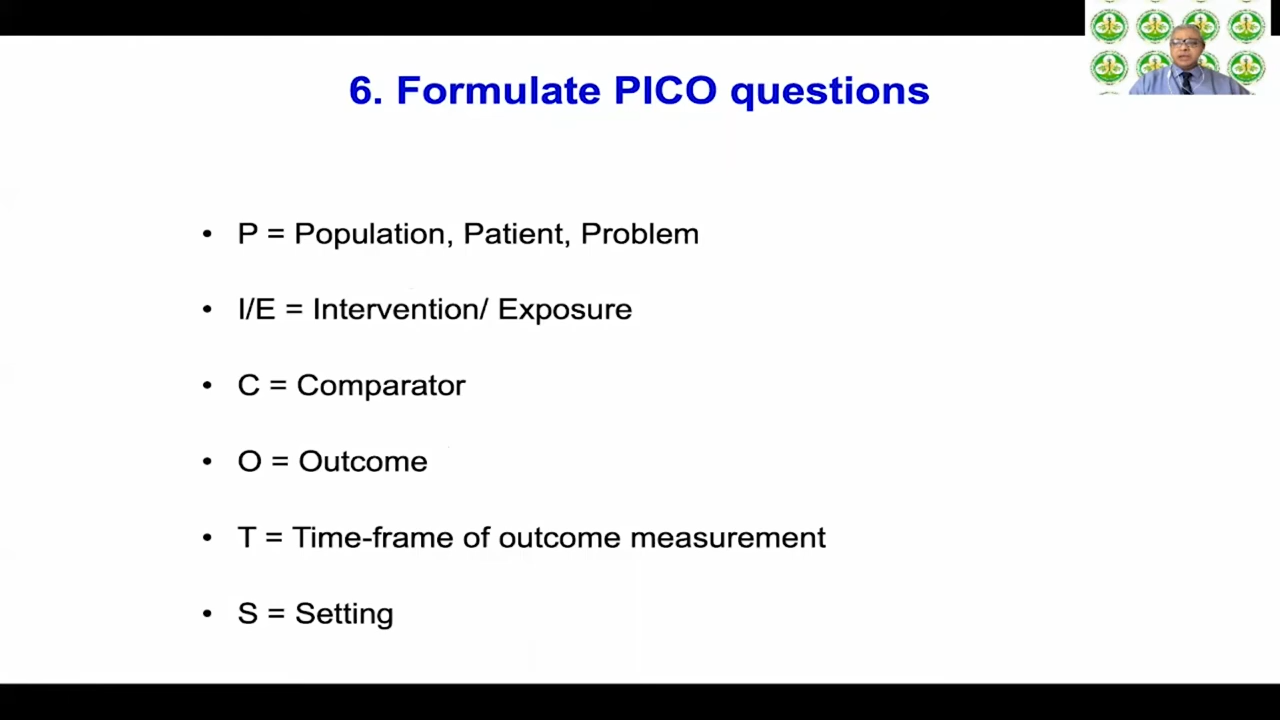 6. Formulate PICO questions
• P = Population, Patient, Problem
• I/E = Intervention/ Exposure
• C = Comparator
• O = Outcome
• T = Time-frame of outcome measurement
• S = Setting